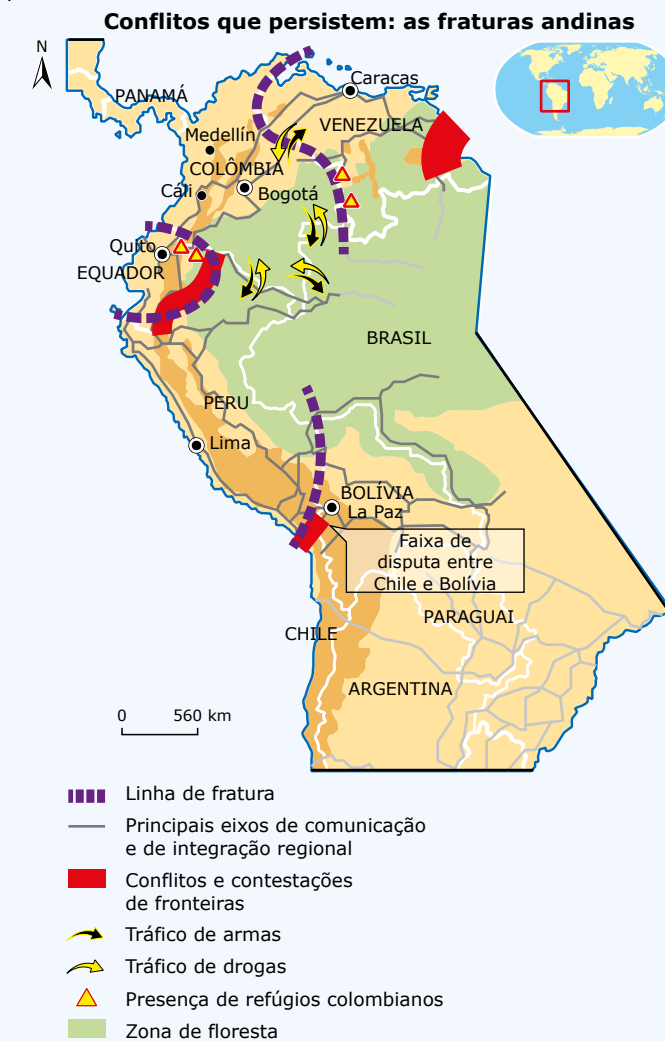 Conflitos que persistem: as fraturas andinas
N
Caracas
PANAMÁ
VENEZUELA
Medellín
COLÔMBIA
Bogotá
Cáli
Quito
EQUADOR
BRASIL
PERU
Lima
BOLÍVIA
La Paz
Faixa de
disputa entre
Chile e Bolívia
PARAGUAI
CHILE
ARGENTINA
0 560 km
Linha de fratura
Principais eixos de comunicação
e de integração regional
Conflitos e contestações
de fronteiras
Tráfico de armas
Tráfico de drogas
Presença de refúgios colombianos
Zona de floresta